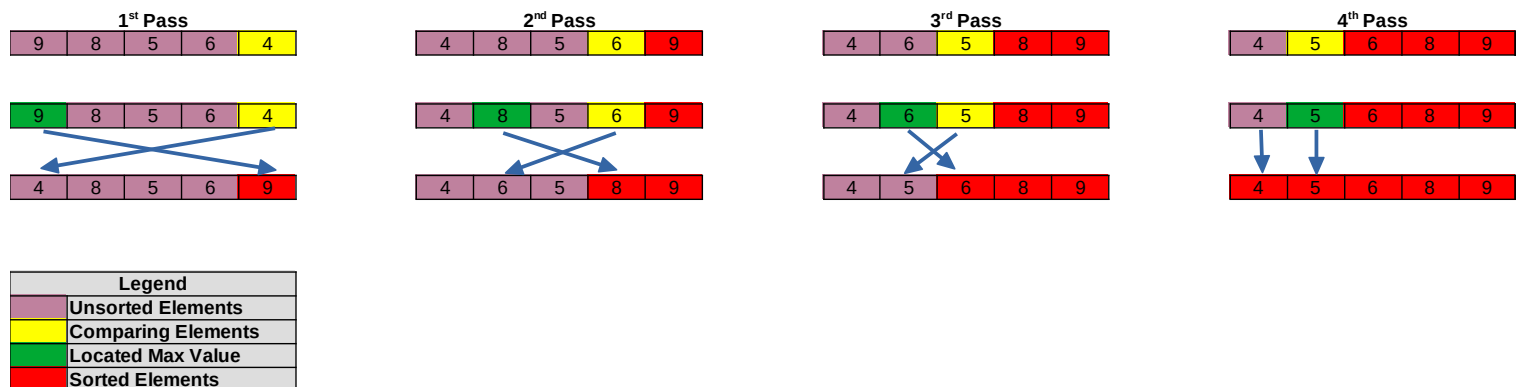 1st Pass 2nd Pass 3rd Pass 4th Pass
9 8 5 6 4 4 8 5 6 9 4 6 5 8 9 4 5 6 8 9
9 8 5 6 4 4 8 5 6 9 4 6 5 8 9 4 5 6 8 9
4 8 5 6 9 4 6 5 8 9 4 5 6 8 9 4 5 6 8 9
Legend
Unsorted Elements
Comparing Elements
Located Max Value
Sorted Elements